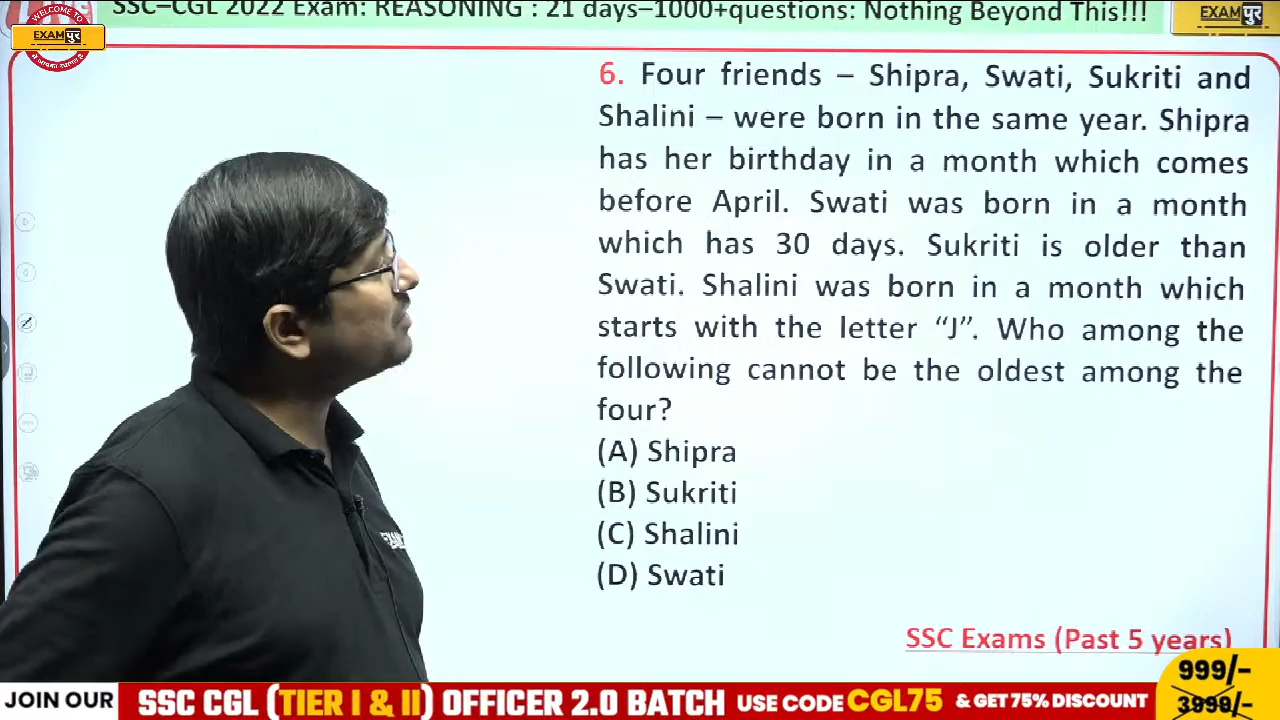 SSC–CGL 2022 Exam: REASONING : 21 days–1000+questions: Nothing Beyond This!!!
WELCOME TO
EXAMपुर
EXAMपुर
6. Four friends – Shipra, Swati, Sukriti and
Shalini – were born in the same year. Shipra
has her birthday in a month which comes
before April. Swati was born in a month
which has 30 days. Sukriti is older than
Swati. Shalini was born in a month which
starts with the letter “J”. Who among the
following cannot be the oldest among the
four?
(A) Shipra
(B) Sukriti
(C) Shalini
(D) Swati
SSC Exams (Past 5 years)
JOIN OUR SSC CGL (TIER I & II) OFFICER 2.0 BATCH USE CODE CGL75 & GET 75% DISCOUNT
999/-
3999/-